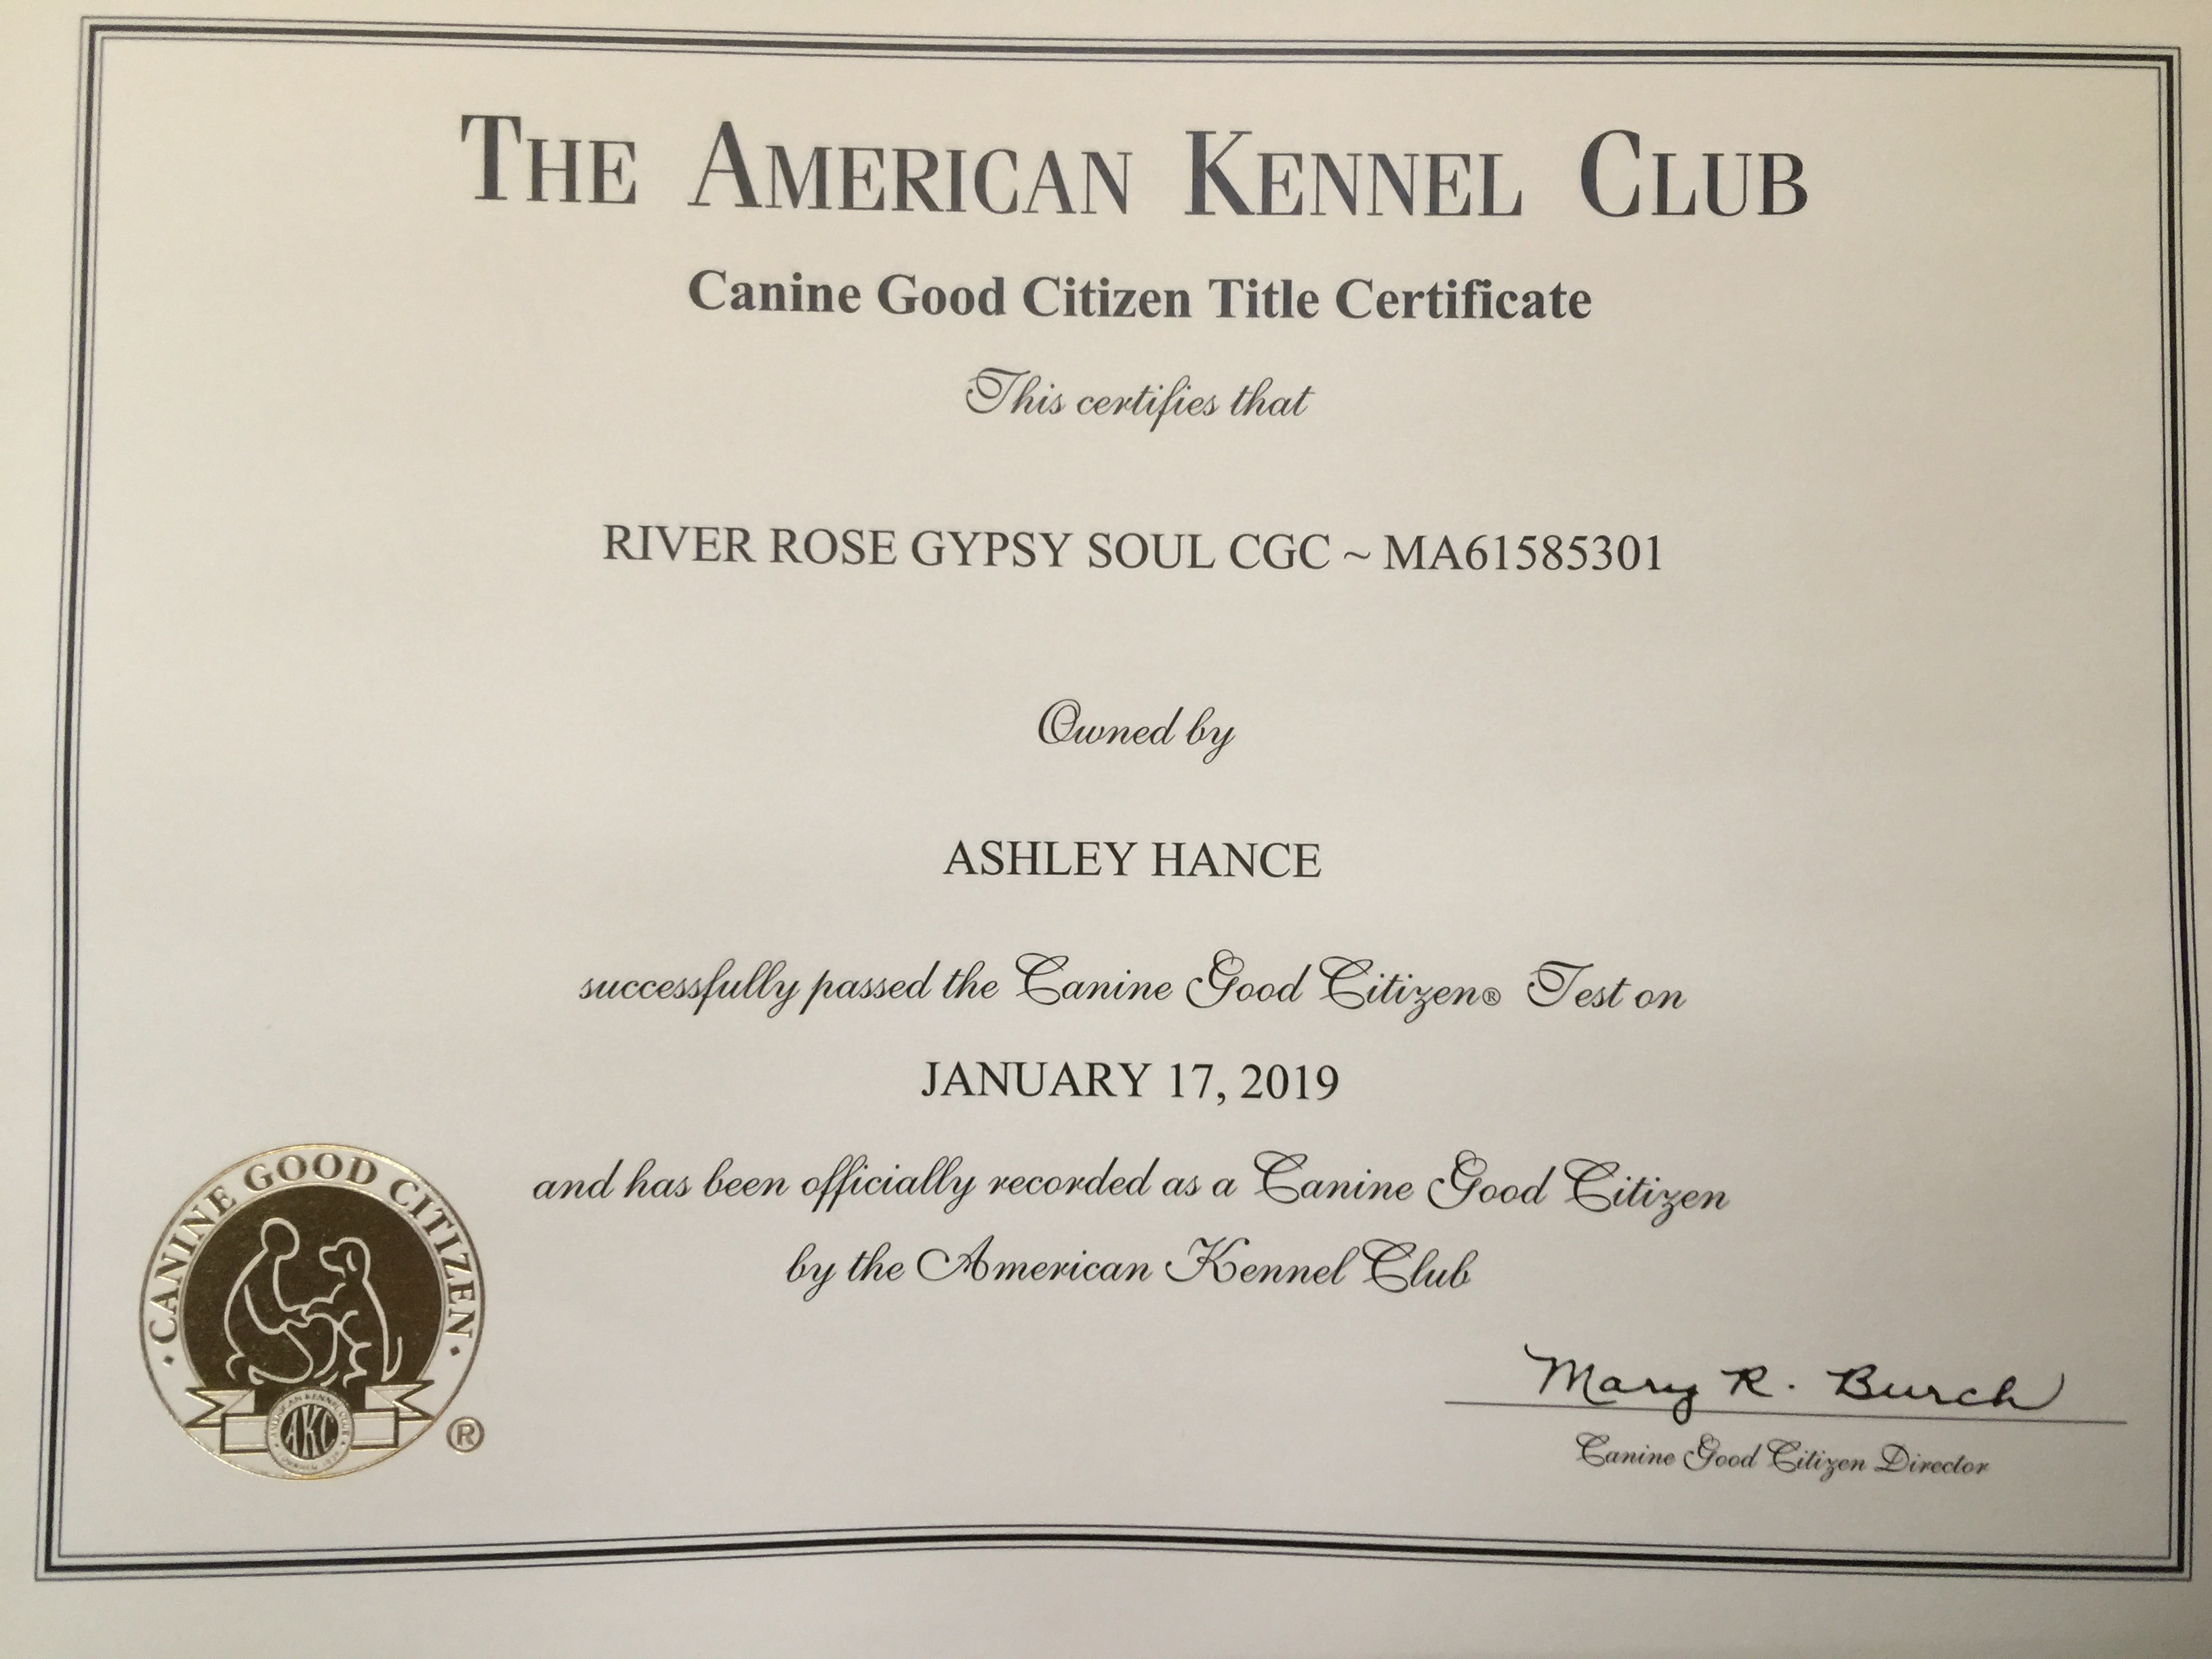 THE AMERICAN KENNEL CLUB
Canine Good Citizen Title Certificate
This certifies that
RIVER ROSE GYPSY SOUL CGC ~ MA61585301
Owned by
ASHLEY HANCE
successfully passed the Canine Good Citizen® Test on
JANUARY 17, 2019
and has been officially recorded as a Canine Good Citizen
by the American Kennel Club
· CANINE GOOD CITIZEN ·
AMERICAN KENNEL CLUB
AKC
®
Mary R. Burch
Canine Good Citizen Director